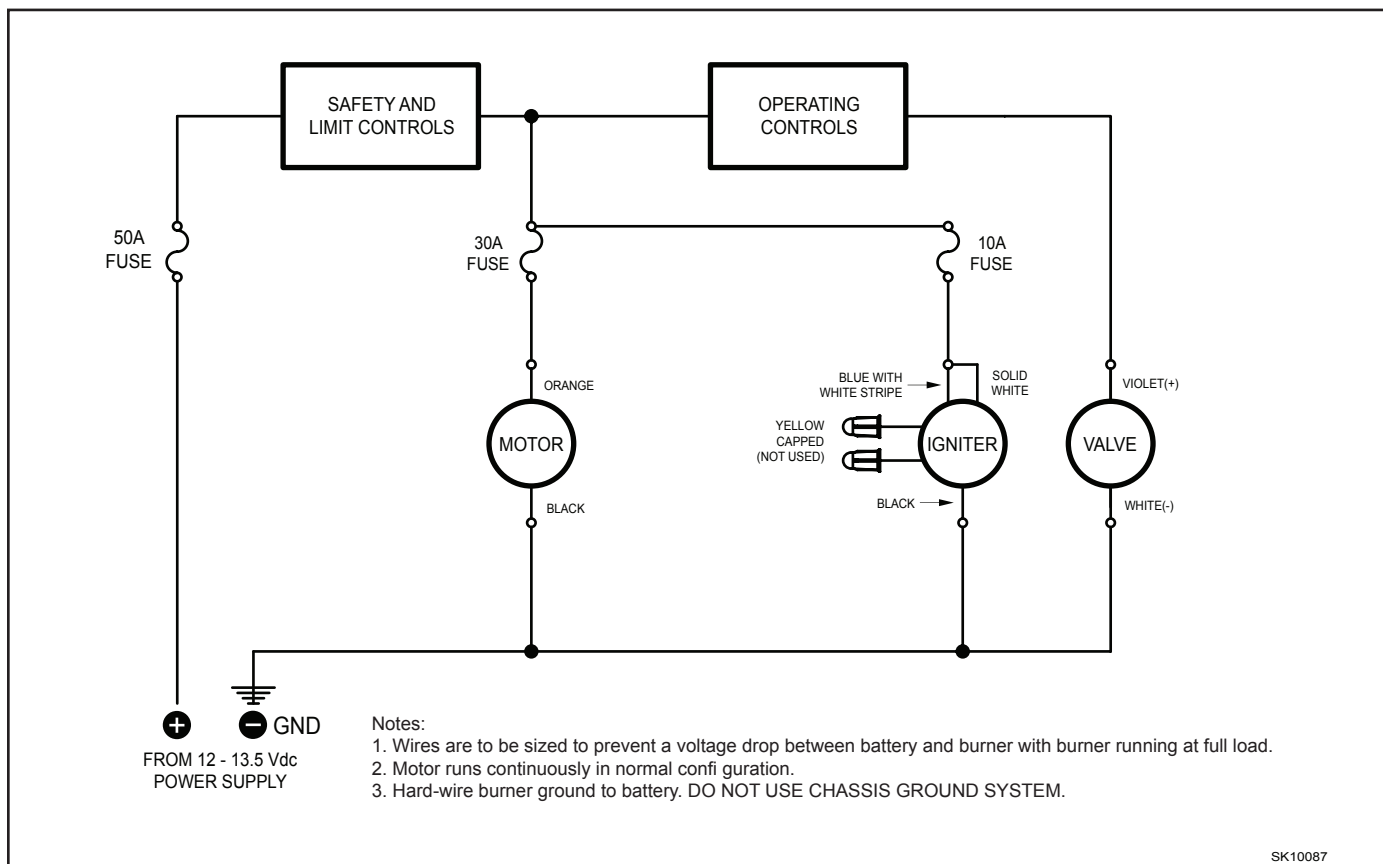 SAFETY AND
LIMIT CONTROLS
OPERATING
CONTROLS
50A
FUSE
30A
FUSE
10A
FUSE
ORANGE
BLUE WITH
WHITE STRIPE
SOLID
WHITE
VIOLET(+)
MOTOR
YELLOW
CAPPED
(NOT USED)
IGNITER
VALVE
BLACK
BLACK
WHITE(-)
+
− GND
FROM 12 - 13.5 Vdc
POWER SUPPLY
Notes:
1. Wires are to be sized to prevent a voltage drop between battery and burner with burner running at full load.
2. Motor runs continuously in normal confi guration.
3. Hard-wire burner ground to battery. DO NOT USE CHASSIS GROUND SYSTEM.
SK10087